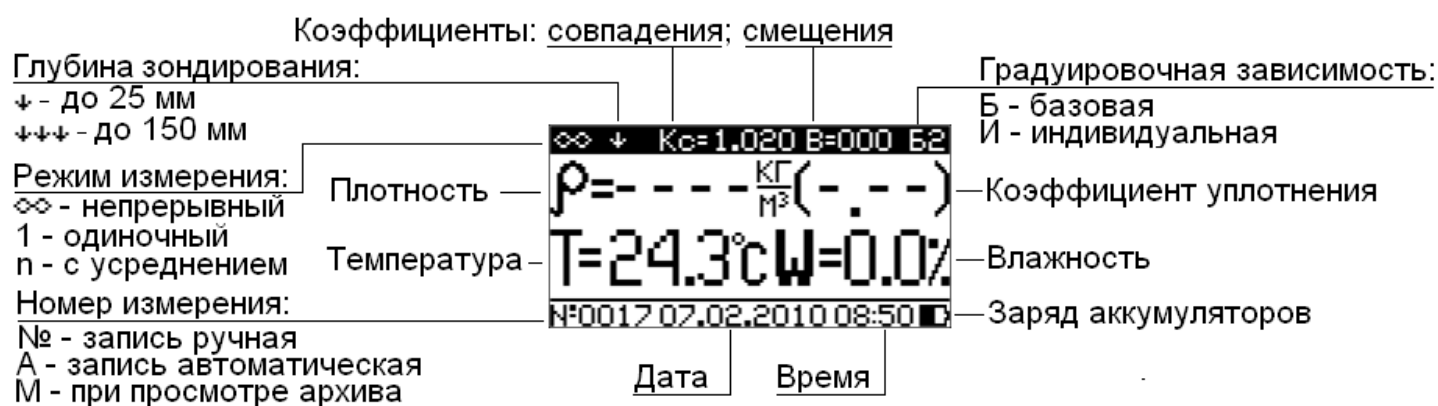 Коэффициенты: совпадения; смещения
Глубина зондирования:
↓ - до 25 мм
↓↓↓ - до 150 мм
Градуировочная зависимость:
Б - базовая
И - индивидуальная
∞ ↓ Кс=1.020 В=000 Б2
Режим измерения:
∞ - непрерывный
1 - одиночный
n - с усреднением
Плотность
ρ=- - - - кг/м³(-.--)
Коэффициент уплотнения
Температура
T=24.3°C W=0.0%
Влажность
Номер измерения:
№ - запись ручная
А - запись автоматическая
М - при просмотре архива
№0017 07.02.2010 08:50
Заряд аккумуляторов
Дата
Время